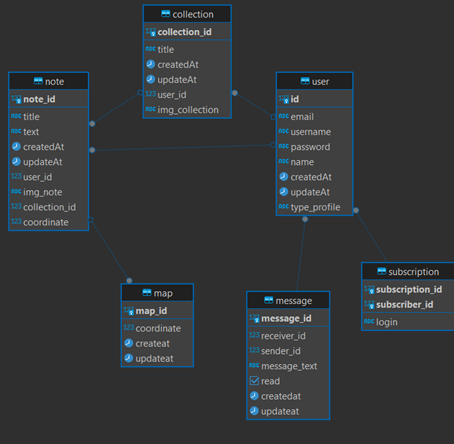 collection
collection_id
title
createdAt
updateAt
user_id
img_collection
note
note_id
title
text
createdAt
updateAt
user_id
img_note
collection_id
coordinate
user
id
email
username
password
name
createdAt
updateAt
type_profile
map
map_id
coordinate
createat
updateat
message
message_id
receiver_id
sender_id
message_text
read
createdat
updateat
subscription
subscription_id
subscriber_id
login